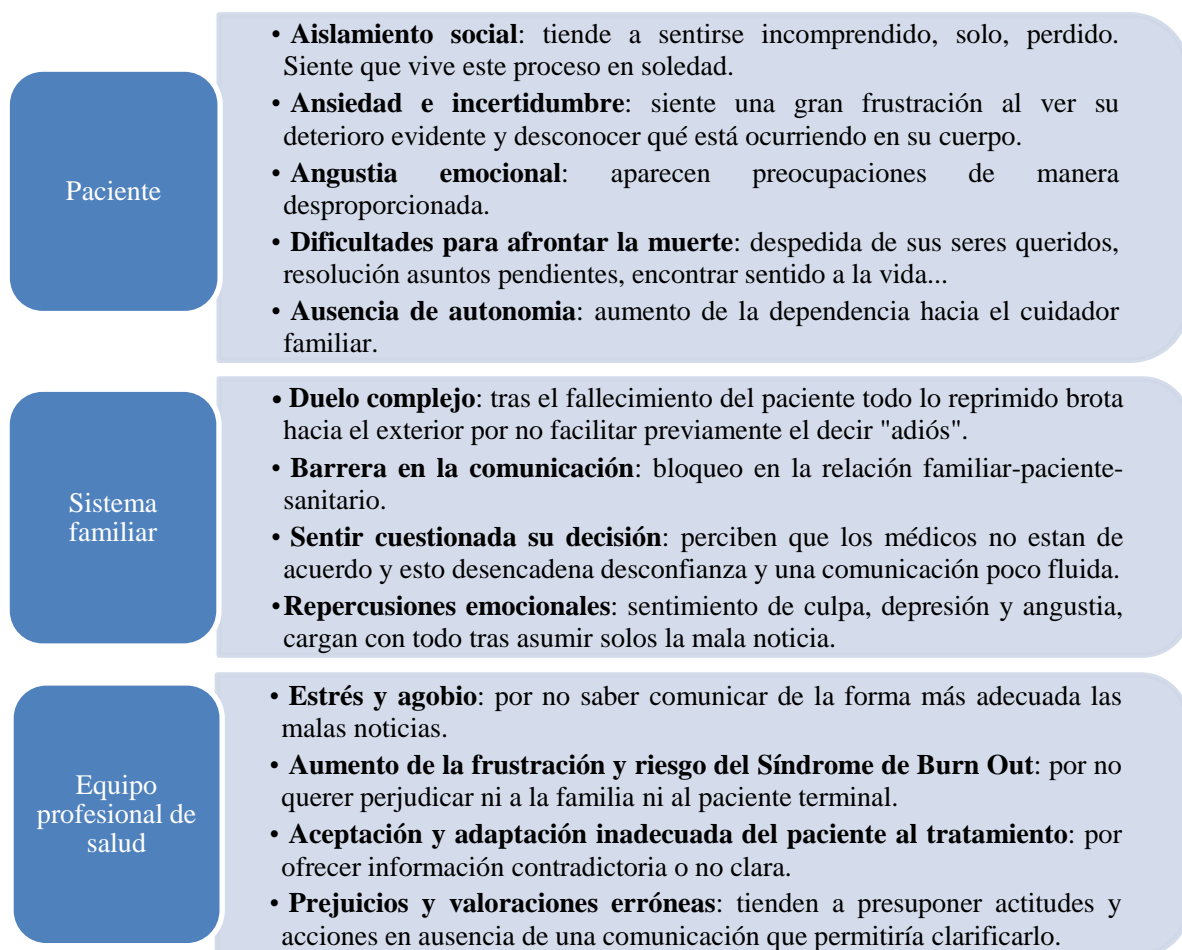 Paciente
• Aislamiento social: tiende a sentirse incomprendido, solo, perdido.
Siente que vive este proceso en soledad.
• Ansiedad e incertidumbre: siente una gran frustración al ver su
deterioro evidente y desconocer qué está ocurriendo en su cuerpo.
• Angustia emocional: aparecen preocupaciones de manera
desproporcionada.
• Dificultades para afrontar la muerte: despedida de sus seres queridos,
resolución asuntos pendientes, encontrar sentido a la vida...
• Ausencia de autonomia: aumento de la dependencia hacia el cuidador
familiar.
Sistema
familiar
• Duelo complejo: tras el fallecimiento del paciente todo lo reprimido brota
hacia el exterior por no facilitar previamente el decir "adiós".
• Barrera en la comunicación: bloqueo en la relación familiar-paciente-
sanitario.
• Sentir cuestionada su decisión: perciben que los médicos no estan de
acuerdo y esto desencadena desconfianza y una comunicación poco fluida.
•Repercusiones emocionales: sentimiento de culpa, depresión y angustia,
cargan con todo tras asumir solos la mala noticia.
Equipo
profesional de
salud
• Estrés y agobio: por no saber comunicar de la forma más adecuada las
malas noticias.
• Aumento de la frustración y riesgo del Síndrome de Burn Out: por no
querer perjudicar ni a la familia ni al paciente terminal.
• Aceptación y adaptación inadecuada del paciente al tratamiento: por
ofrecer información contradictoria o no clara.
• Prejuicios y valoraciones erróneas: tienden a presuponer actitudes y
acciones en ausencia de una comunicación que permitiría clarificarlo.